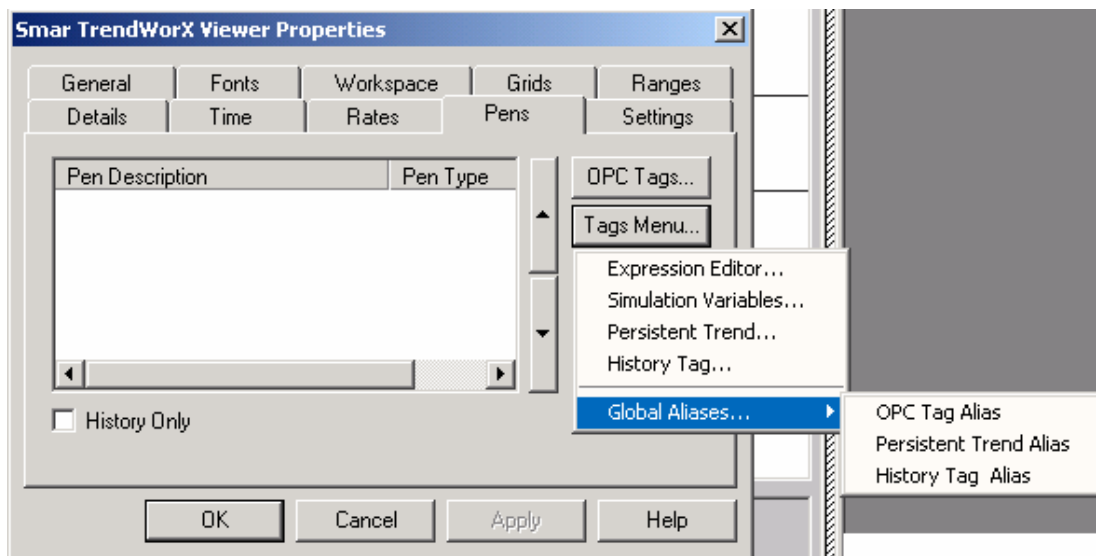 Smar TrendWorX Viewer Properties
General Fonts Workspace Grids Ranges
Details Time Rates Pens Settings
Pen Description Pen Type
OPC Tags...
Tags Menu...
Expression Editor...
Simulation Variables...
Persistent Trend...
History Tag...
Global Aliases...
OPC Tag Alias
Persistent Trend Alias
History Tag Alias
History Only
OK Cancel Apply Help